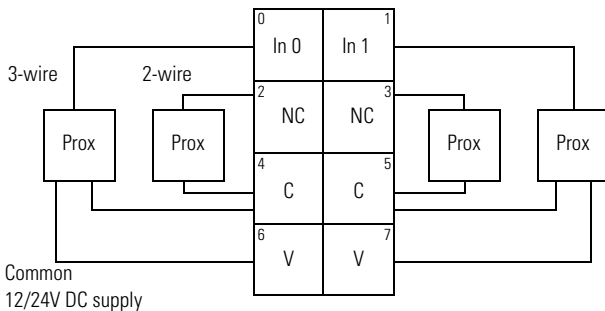 0 1
In 0 In 1
3-wire 2-wire
2 3
NC NC
Prox Prox Prox Prox
4 5
C C
6 7
V V
Common
12/24V DC supply